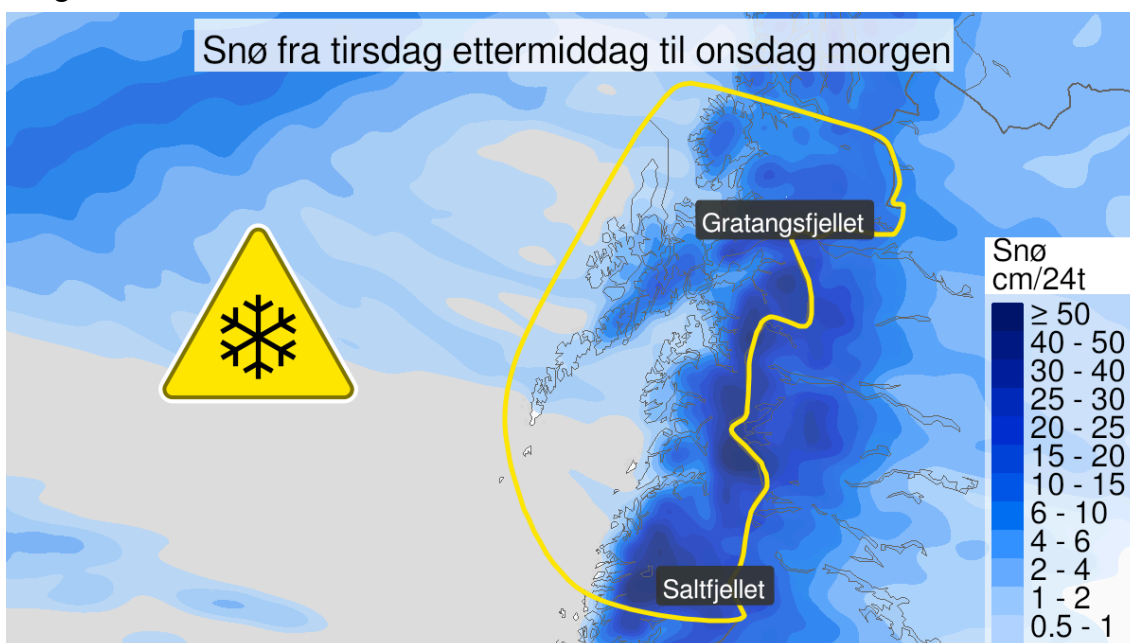 Snø fra tirsdag ettermiddag til onsdag morgen
Gratangsfjellet
Snø
cm/24t
≥ 50
40 - 50
30 - 40
25 - 30
20 - 25
15 - 20
10 - 15
6 - 10
4 - 6
2 - 4
1 - 2
0.5 - 1
Saltfjellet